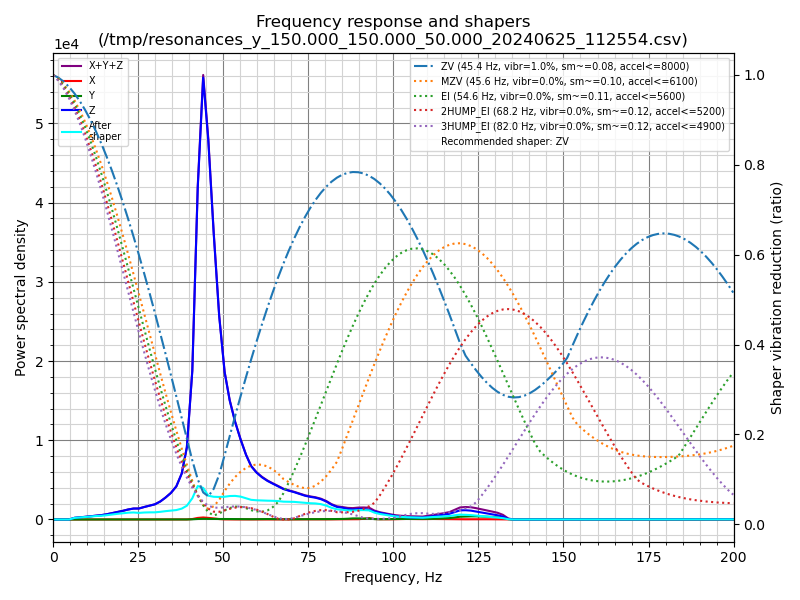 Frequency response and shapers
(/tmp/resonances_y_150.000_150.000_50.000_20240625_112554.csv)
1e4
X+Y+Z
X
Y
Z
After
shaper
ZV (45.4 Hz, vibr=1.0%, sm~=0.08, accel<=8000)
MZV (45.6 Hz, vibr=0.0%, sm~=0.10, accel<=6100)
EI (54.6 Hz, vibr=0.0%, sm~=0.11, accel<=5600)
2HUMP_EI (68.2 Hz, vibr=0.0%, sm~=0.12, accel<=5200)
3HUMP_EI (82.0 Hz, vibr=0.0%, sm~=0.12, accel<=4900)
Recommended shaper: ZV
Power spectral density
5
4
3
2
1
0
1.0
0.8
0.6
0.4
0.2
0.0
Shaper vibration reduction (ratio)
0 25 50 75 100 125 150 175 200
Frequency, Hz